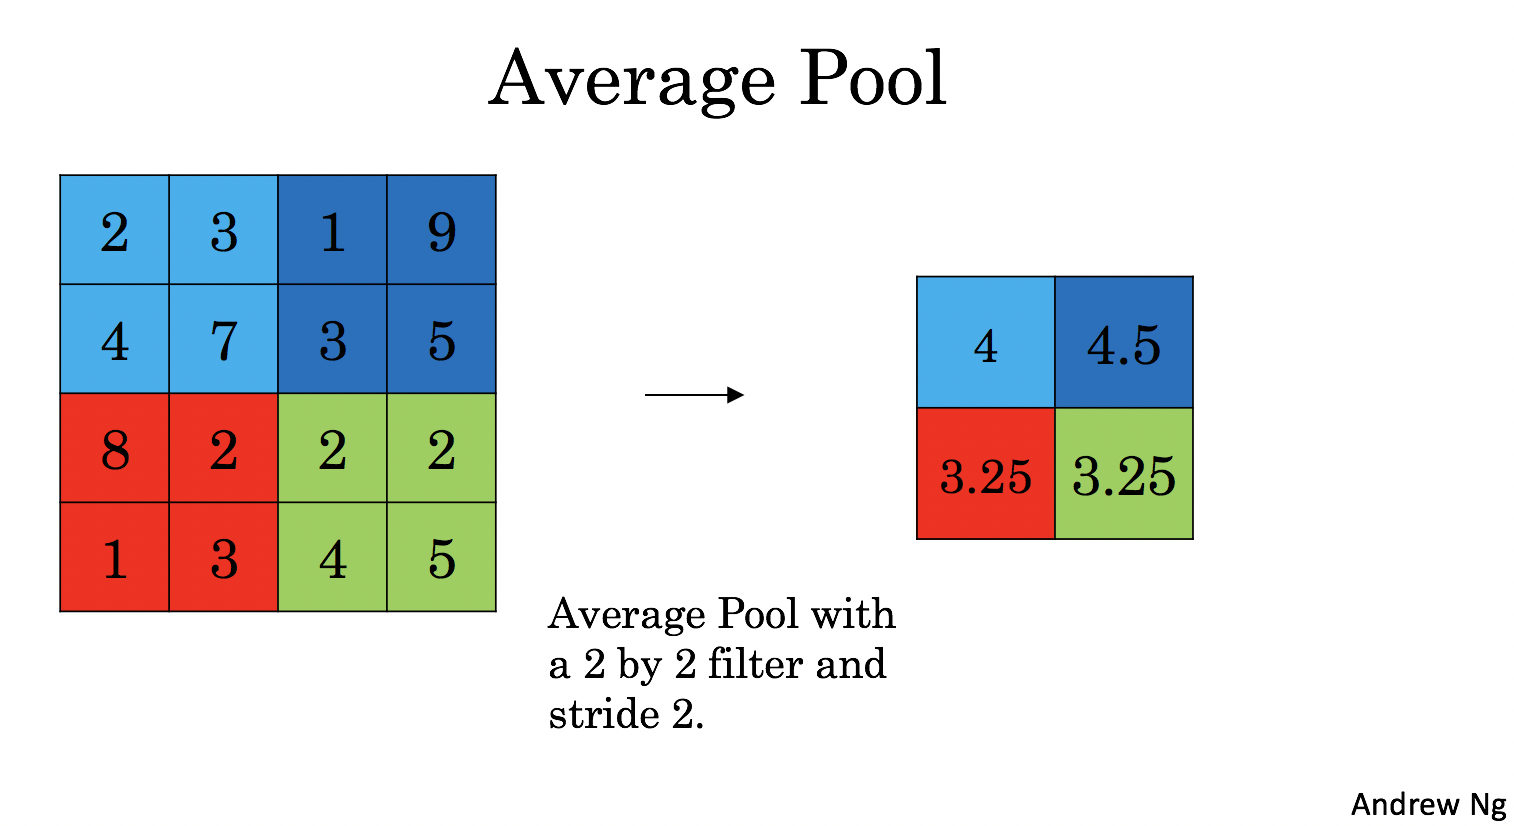 Average Pool
2 3 1 9
4 7 3 5
8 2 2 2
1 3 4 5
4 4.5
3.25 3.25
Average Pool with
a 2 by 2 filter and
stride 2.
Andrew Ng